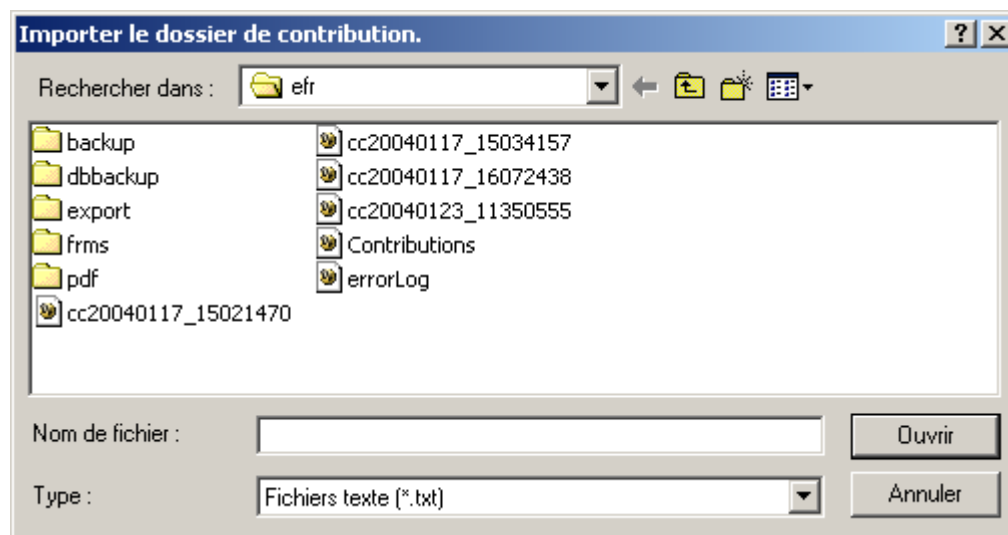 Importer le dossier de contribution.
Rechercher dans :
efr
backup
dbbackup
export
frms
pdf
cc20040117_15021470
cc20040117_15034157
cc20040117_16072438
cc20040123_11350555
Contributions
errorLog
Nom de fichier :
Ouvrir
Type :
Fichiers texte (*.txt)
Annuler